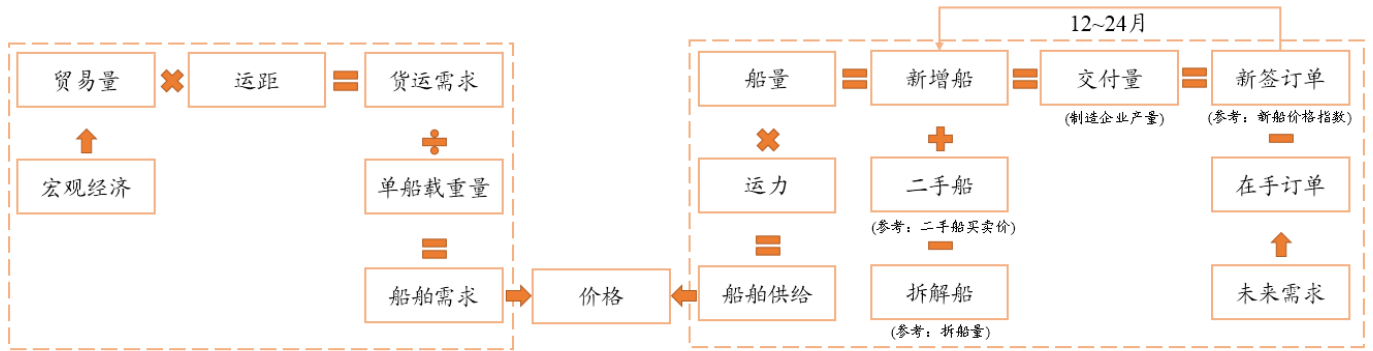 12~24月
贸易量
运距
货运需求
船量
新增船
交付量
新签订单
(制造企业产量)
(参考：新船价格指数)
宏观经济
单船载重量
运力
二手船
在手订单
(参考：二手船买卖价)
船舶需求
价格
船舶供给
拆解船
未来需求
(参考：拆船量)